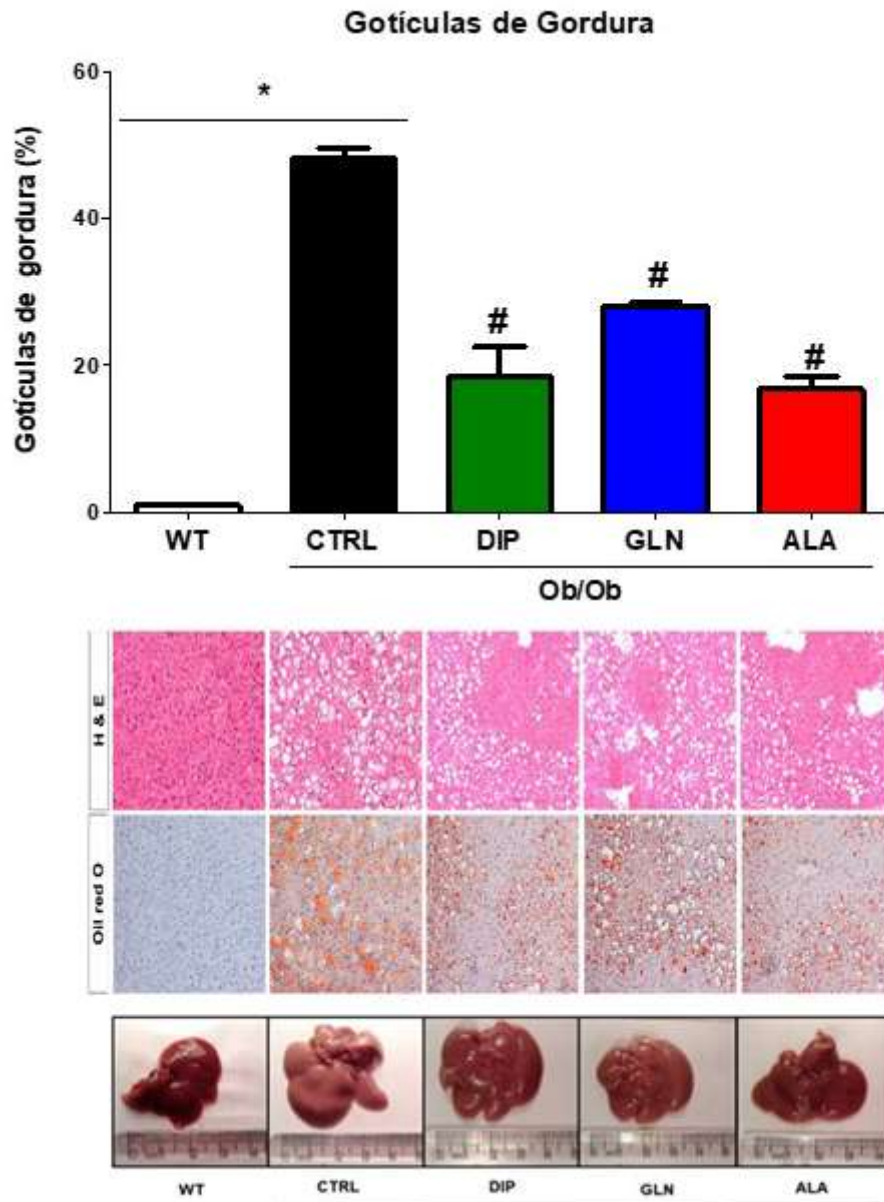 Gotículas de Gordura
Gotículas de gordura (%)
60
40
20
0
*
#
#
#
WT CTRL DIP GLN ALA
Ob/Ob
H & E
Oil red O
WT CTRL DIP GLN ALA